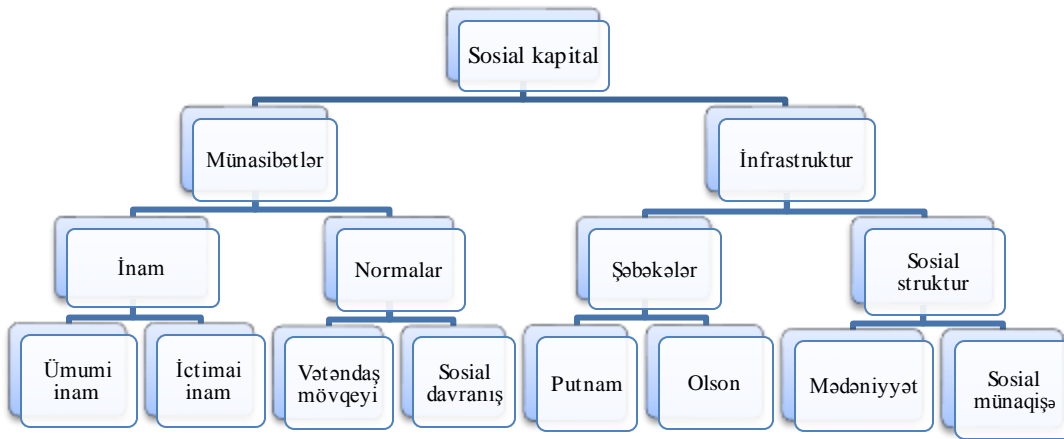 Sosial kapital
Münasibətlər
İnfrastruktur
İnam
Normalar
Şəbəkələr
Sosial
struktur
Ümumi
inam
İctimai
inam
Vətəndaş
mövqeyi
Sosial
davranış
Putnam
Olson
Mədəniyyət
Sosial
münaqişə